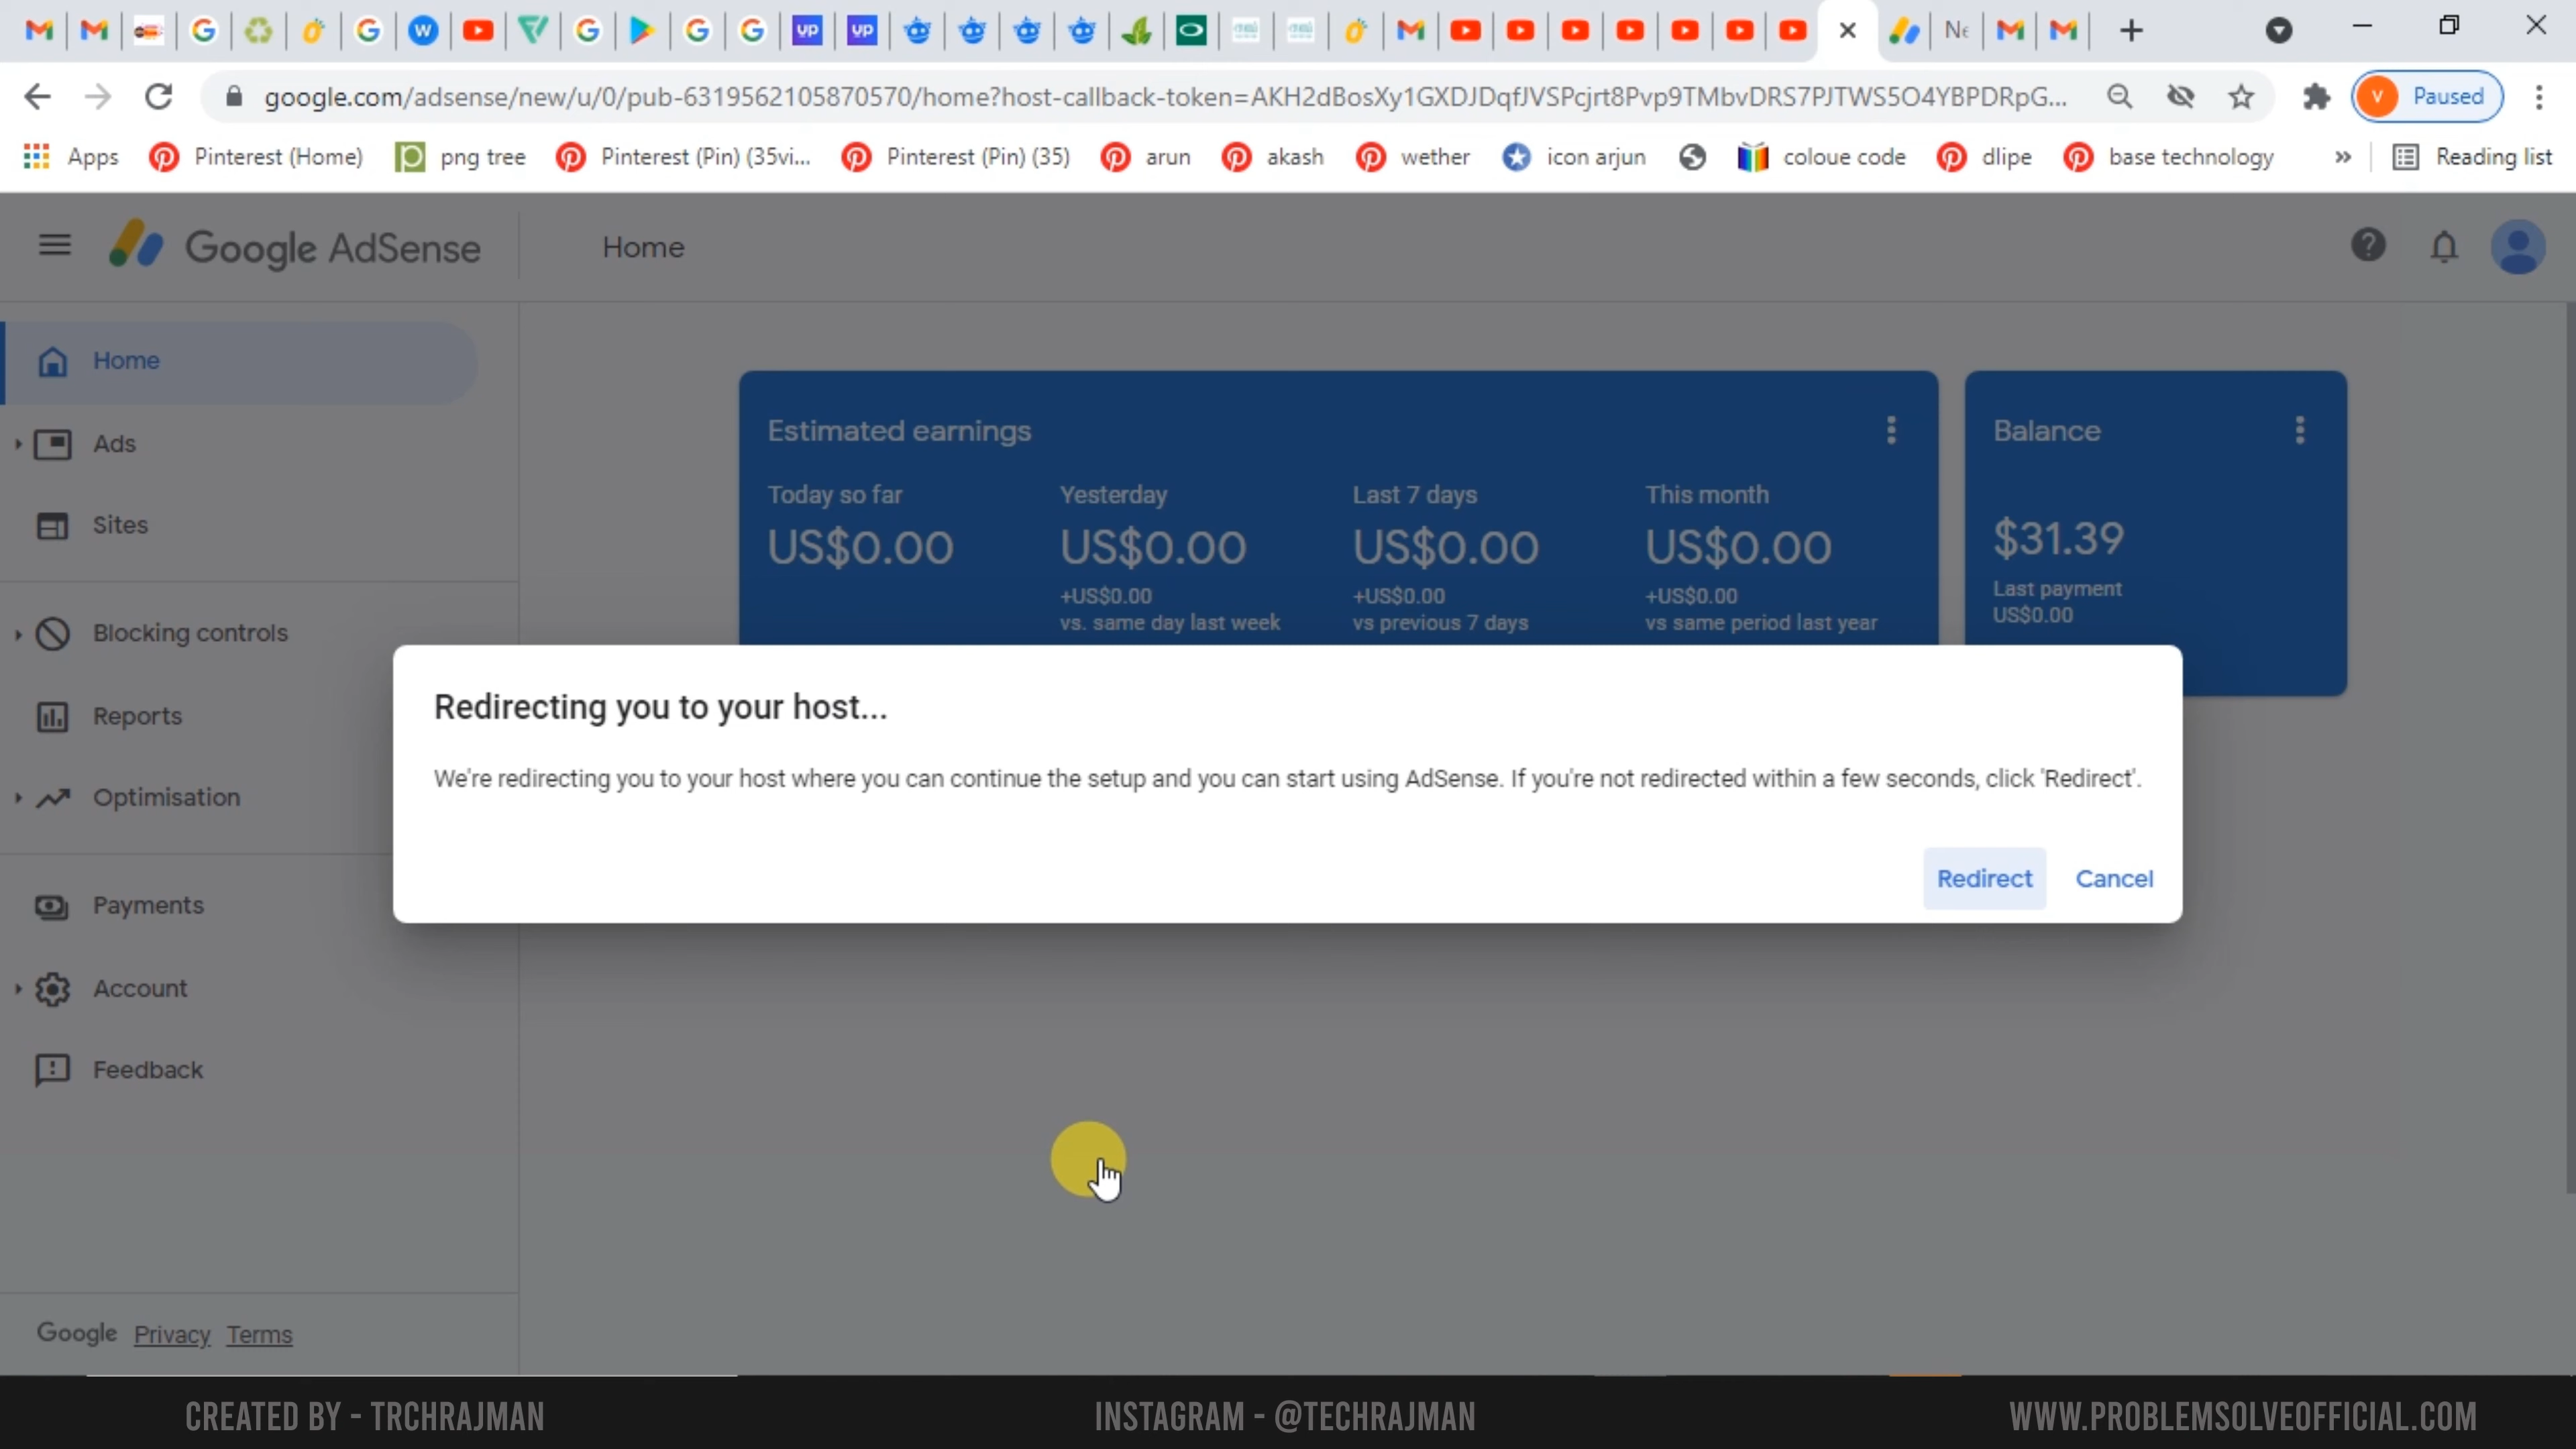 google.com/adsense/new/u/0/pub-6319562105870570/home?host-callback-token=AKH2dBosXy1GXDJDqfJVSPcjrt8Pvp9TMbvDRS7PJTWS5O4YBPDRpG...
V Paused
Apps Pinterest (Home) png tree Pinterest (Pin) (35vi... Pinterest (Pin) (35) arun akash wether icon arjun coloue code dlipe base technology » Reading list
Google AdSense Home
Home
Ads
Sites
Blocking controls
Reports
Optimisation
Payments
Account
Feedback
Estimated earnings
Today so far Yesterday Last 7 days This month
US$0.00 US$0.00 US$0.00 US$0.00
+US$0.00 +US$0.00 +US$0.00
vs. same day last week vs previous 7 days vs same period last year
Balance
$31.39
Last payment
US$0.00
Redirecting you to your host...
We're redirecting you to your host where you can continue the setup and you can start using AdSense. If you're not redirected within a few seconds, click 'Redirect'.
Redirect Cancel
Google Privacy Terms
CREATED BY - TRCHRAJMAN INSTAGRAM - @TECHRAJMAN WWW.PROBLEMSOLVEOFFICIAL.COM